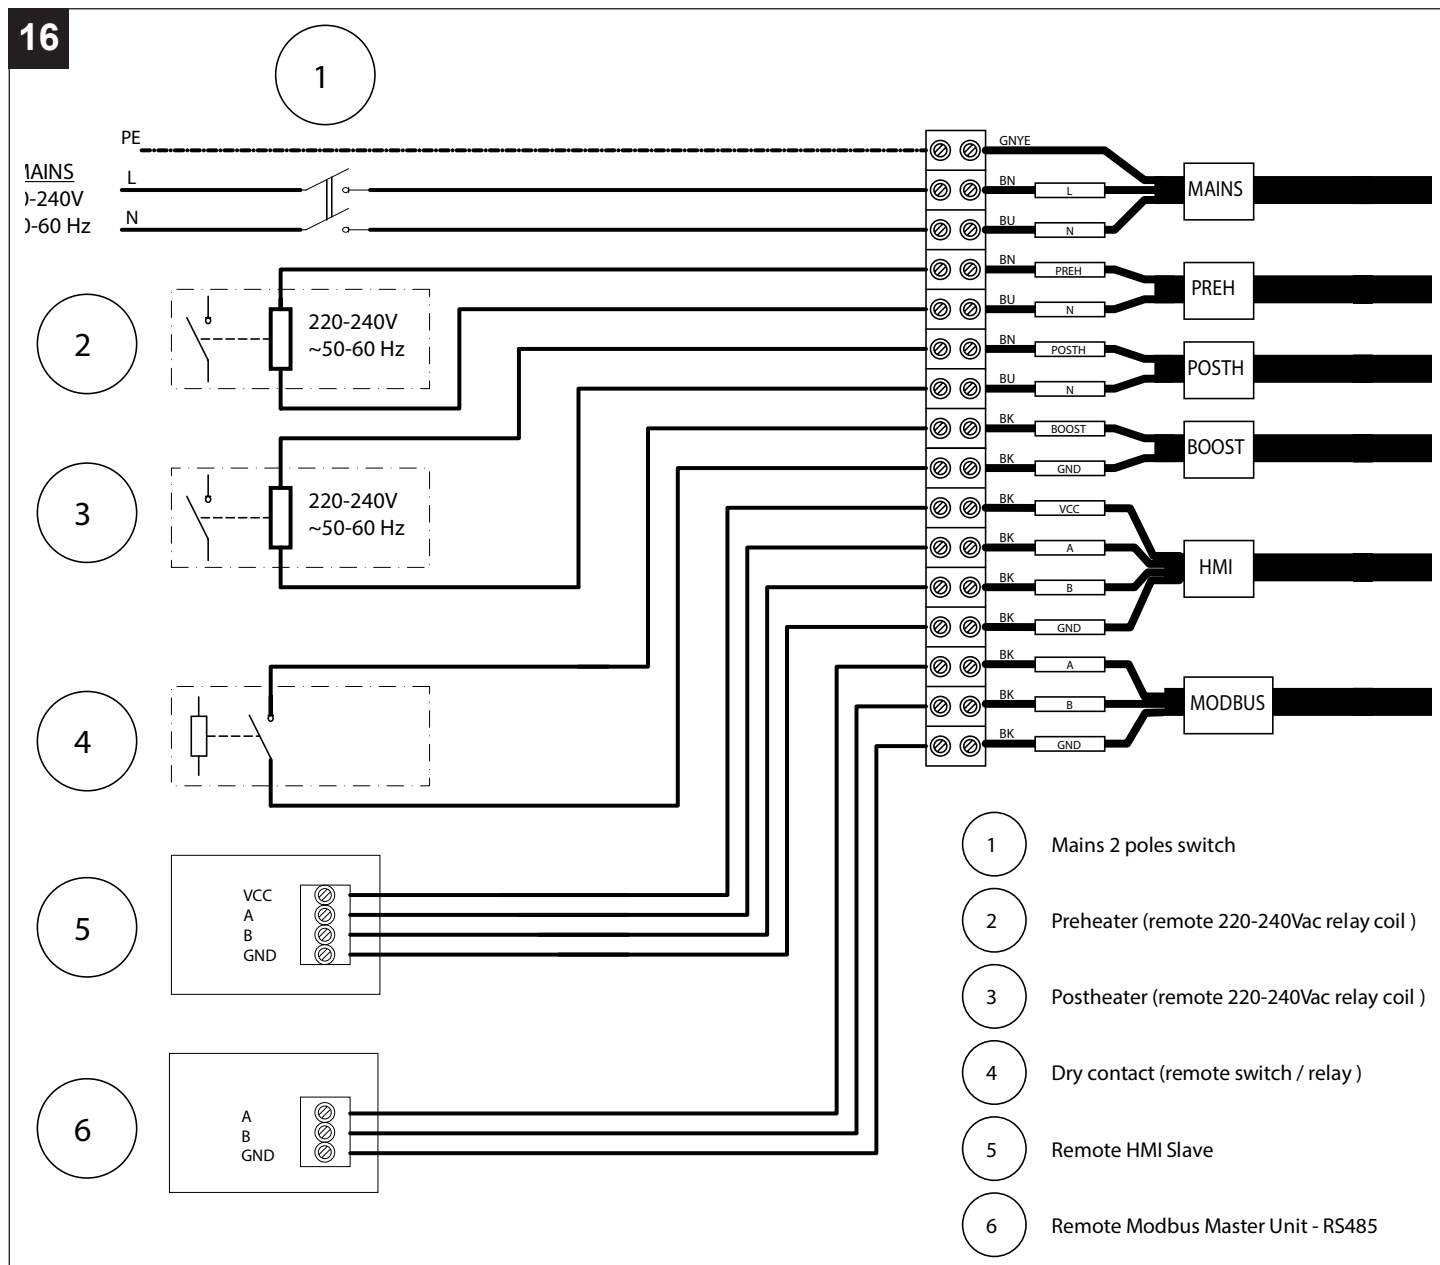 16
1
PE
L
N
-240V
-60 Hz
GNYE
BN L
BU N
MAINS
BN PREH
BU N
PREH
BN POSTH
BU N
POSTH
BK BOOST
BK GND
BOOST
BK VCC
BK A
BK B
BK GND
HMI
BK A
BK B
BK GND
MODBUS
2
220-240V
~50-60 Hz
3
220-240V
~50-60 Hz
4
5
VCC
A
B
GND
6
A
B
GND
1 Mains 2 poles switch
2 Preheater (remote 220-240Vac relay coil )
3 Postheater (remote 220-240Vac relay coil )
4 Dry contact (remote switch / relay )
5 Remote HMI Slave
6 Remote Modbus Master Unit - RS485